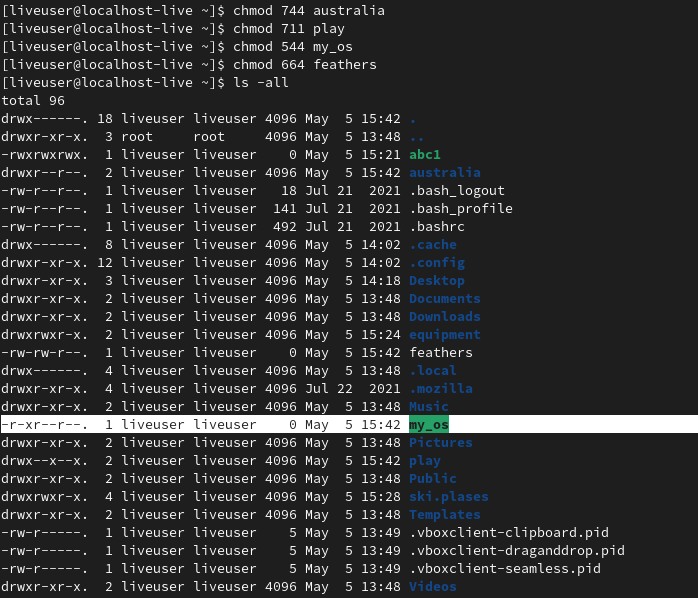 [liveuser@localhost-live ~]$ chmod 744 australia
[liveuser@localhost-live ~]$ chmod 711 play
[liveuser@localhost-live ~]$ chmod 544 my_os
[liveuser@localhost-live ~]$ chmod 664 feathers
[liveuser@localhost-live ~]$ ls -all
total 96
drwx------. 18 liveuser liveuser 4096 May  5 15:42 .
drwxr-xr-x.  3 root     root     4096 May  5 13:48 ..
-rwxrwxrwx.  1 liveuser liveuser    0 May  5 15:21 abc1
drwxr--r--.  2 liveuser liveuser 4096 May  5 15:42 australia
-rw-r--r--.  1 liveuser liveuser   18 Jul 21  2021 .bash_logout
-rw-r--r--.  1 liveuser liveuser  141 Jul 21  2021 .bash_profile
-rw-r--r--.  1 liveuser liveuser  492 Jul 21  2021 .bashrc
drwx------.  8 liveuser liveuser 4096 May  5 14:02 .cache
drwxr-xr-x. 12 liveuser liveuser 4096 May  5 14:02 .config
drwxr-xr-x.  3 liveuser liveuser 4096 May  5 14:18 Desktop
drwxr-xr-x.  2 liveuser liveuser 4096 May  5 13:48 Documents
drwxr-xr-x.  2 liveuser liveuser 4096 May  5 13:48 Downloads
drwxrwxr-x.  2 liveuser liveuser 4096 May  5 15:24 equipment
-rw-rw-r--.  1 liveuser liveuser    0 May  5 15:42 feathers
drwx------.  4 liveuser liveuser 4096 May  5 13:48 .local
drwxr-xr-x.  4 liveuser liveuser 4096 Jul 22  2021 .mozilla
drwxr-xr-x.  2 liveuser liveuser 4096 May  5 13:48 Music
-r-xr--r--.  1 liveuser liveuser    0 May  5 15:42 my_os
drwxr-xr-x.  2 liveuser liveuser 4096 May  5 13:48 Pictures
drwx--x--x.  2 liveuser liveuser 4096 May  5 15:42 play
drwxr-xr-x.  2 liveuser liveuser 4096 May  5 13:48 Public
drwxrwxr-x.  4 liveuser liveuser 4096 May  5 15:28 ski.plases
drwxr-xr-x.  2 liveuser liveuser 4096 May  5 13:48 Templates
-rw-r-----.  1 liveuser liveuser    5 May  5 13:49 .vboxclient-clipboard.pid
-rw-r-----.  1 liveuser liveuser    5 May  5 13:49 .vboxclient-draganddrop.pid
-rw-r-----.  1 liveuser liveuser    5 May  5 13:49 .vboxclient-seamless.pid
drwxr-xr-x.  2 liveuser liveuser 4096 May  5 13:48 Videos